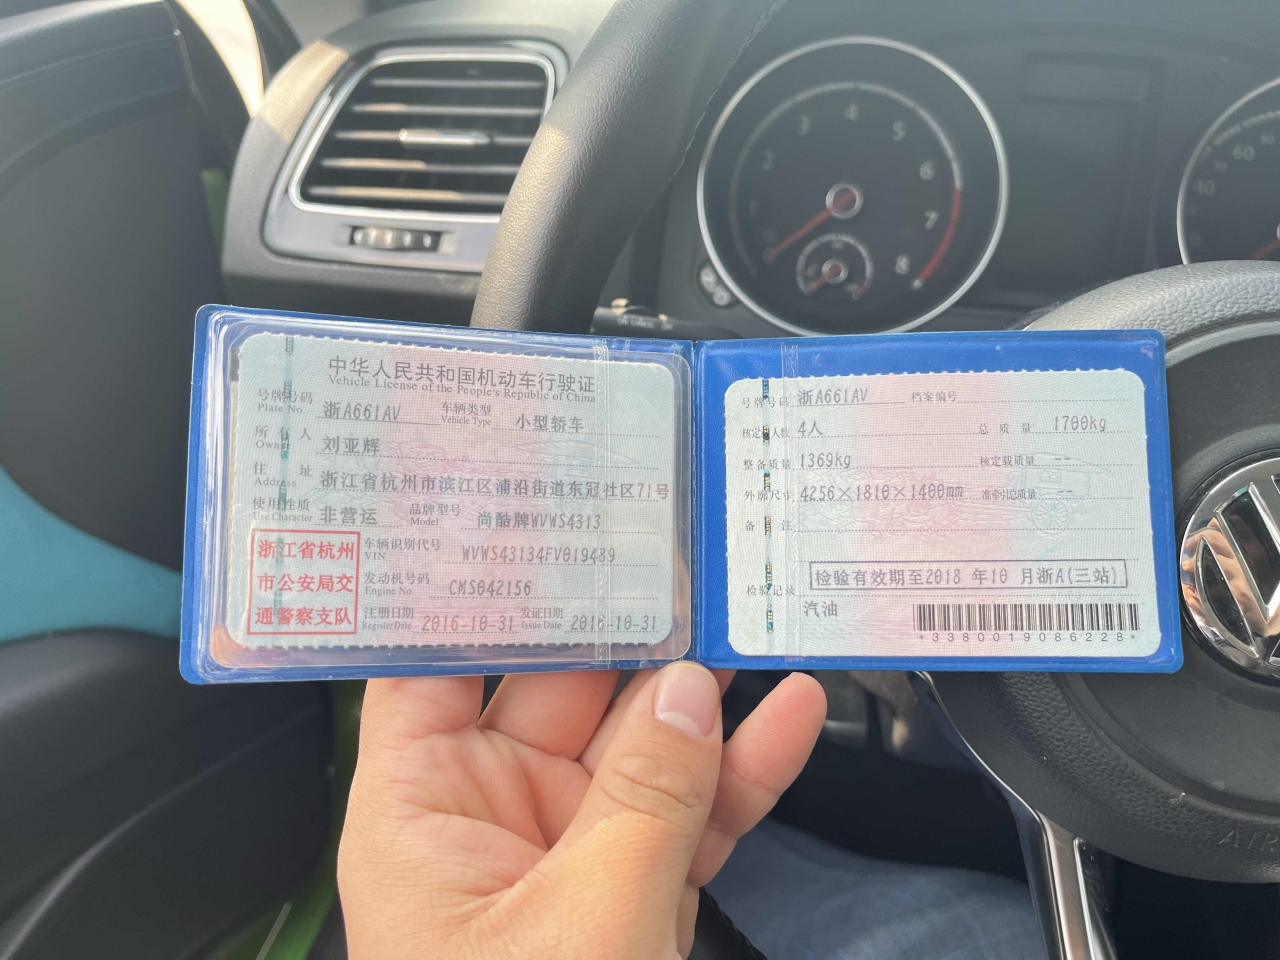 中华人民共和国机动车行驶证
Vehicle License of the People's Republic of China
号牌号码 浙A661AV 车辆类型 小型轿车
Plate No. Vehicle Type
所有人 刘亚辉
Owner
住址 浙江省杭州市滨江区浦沿街道东冠社区71号
Address
使用性质 非营运 品牌型号 尚酷牌WVWS4313
Use Character Model
浙江省杭州
市公安局交
通警察支队
车辆识别代号 WVWS43134FV019489
VIN
发动机号码 CMS042156
Engine No.
注册日期 2016-10-31 发证日期 2016-10-31
Register Date Issue Date
号牌号码 浙A661AV 档案编号
核定人数 4人 总质量 1700kg
整备质量 1369kg 核定载质量 --
外廓尺寸 4256×1810×1400mm 准牵引总质量 --
备注
检验有效期至2018 年10 月浙A(三站)
检验记录
汽油
*3380019086228*
2
3
4
5
6
7
8
40
60
AIR